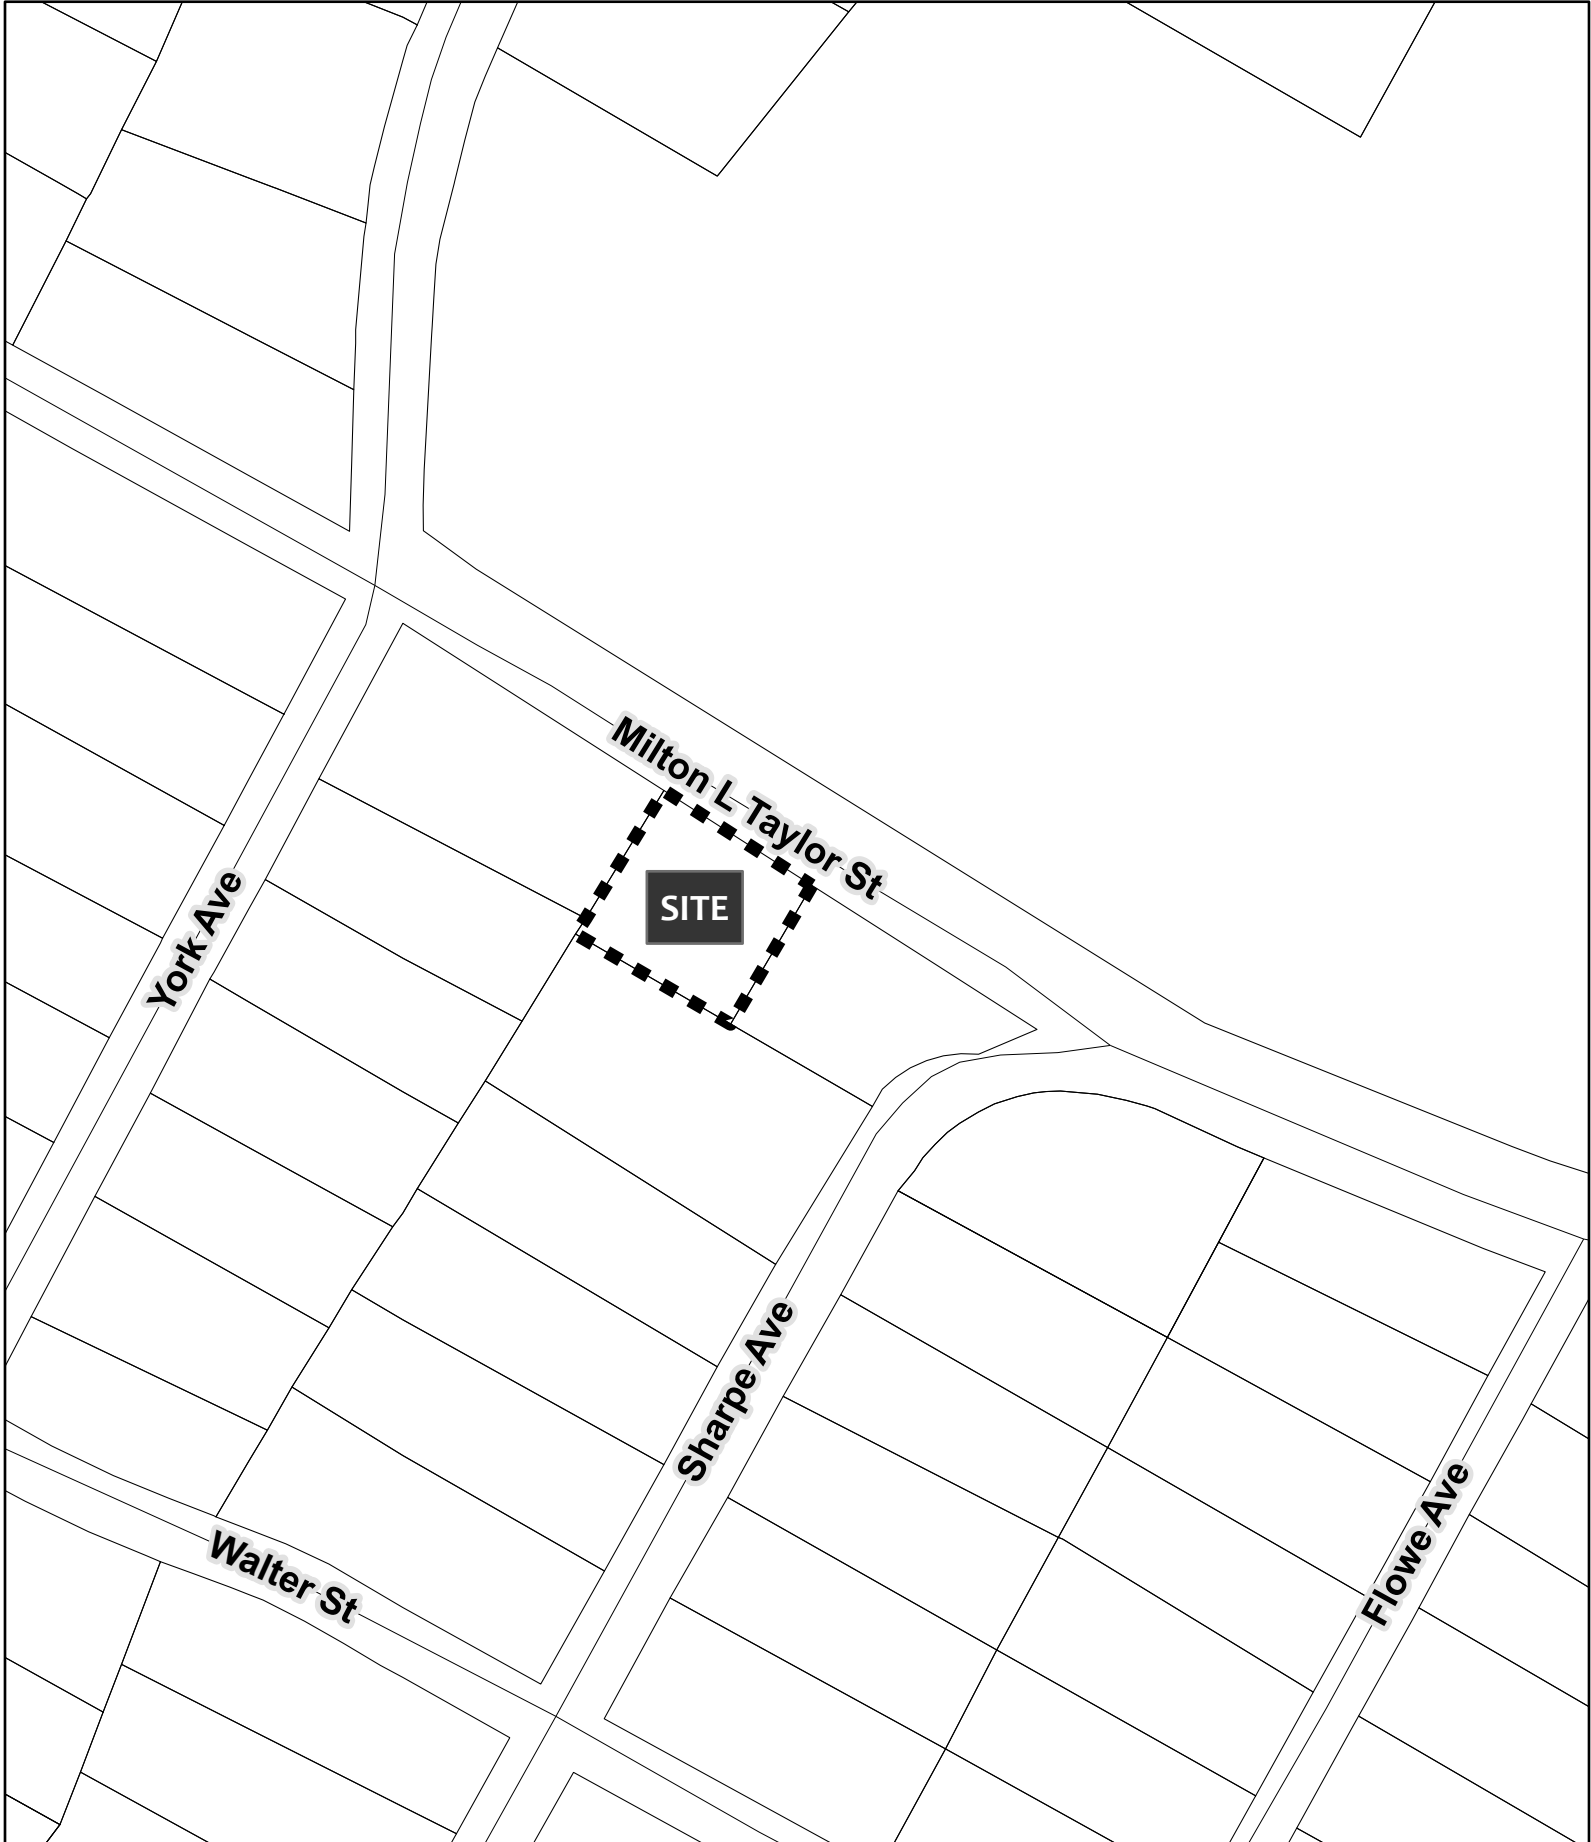 Milton L Taylor St
SITE
York Ave
Sharpe Ave
Flowe Ave
Walter St